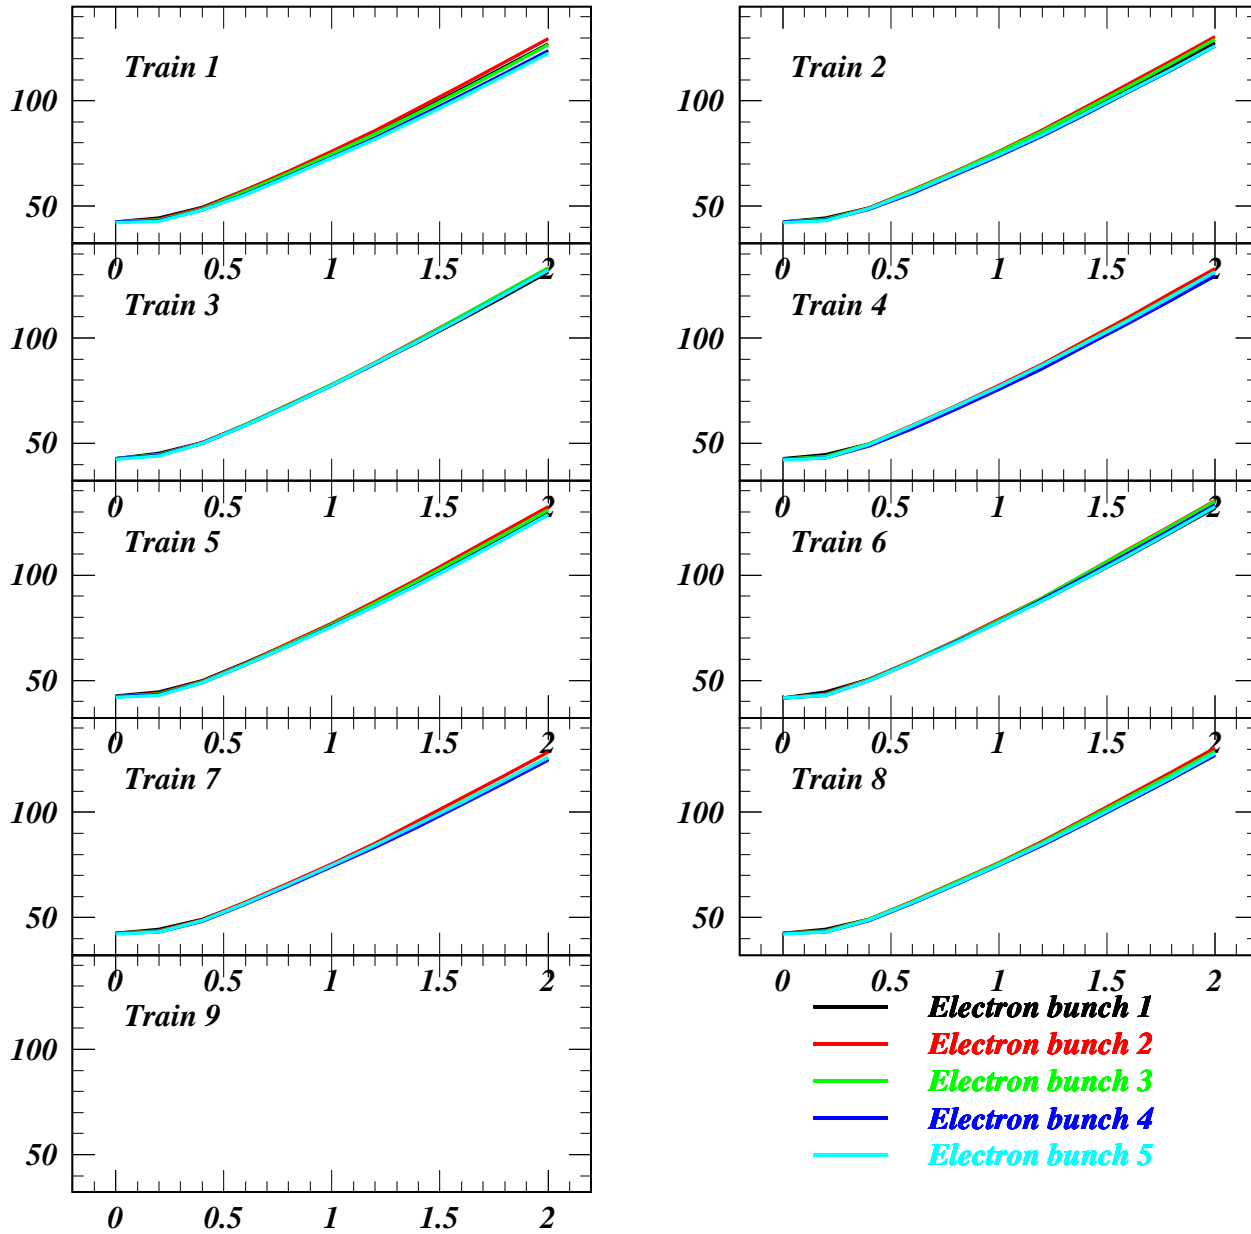 Train 1
100
50
0 0.5 1 1.5 2
Train 2
100
50
0 0.5 1 1.5 2
Train 3
100
50
0 0.5 1 1.5 2
Train 4
100
50
0 0.5 1 1.5 2
Train 5
100
50
0 0.5 1 1.5 2
Train 6
100
50
0 0.5 1 1.5 2
Train 7
100
50
0 0.5 1 1.5 2
Train 8
100
50
0 0.5 1 1.5 2
Train 9
100
50
0 0.5 1 1.5 2
Electron bunch 1
Electron bunch 2
Electron bunch 3
Electron bunch 4
Electron bunch 5